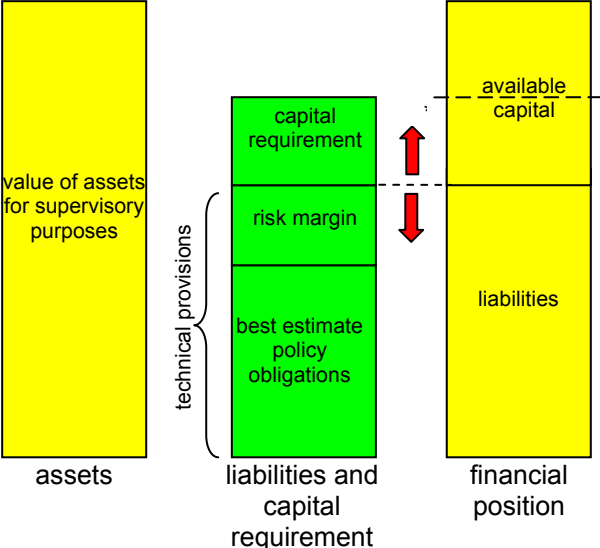 value of assets
for supervisory
purposes
technical provisions
capital
requirement
risk margin
best estimate
policy
obligations
available
capital
liabilities
assets
liabilities and
capital
requirement
financial
position